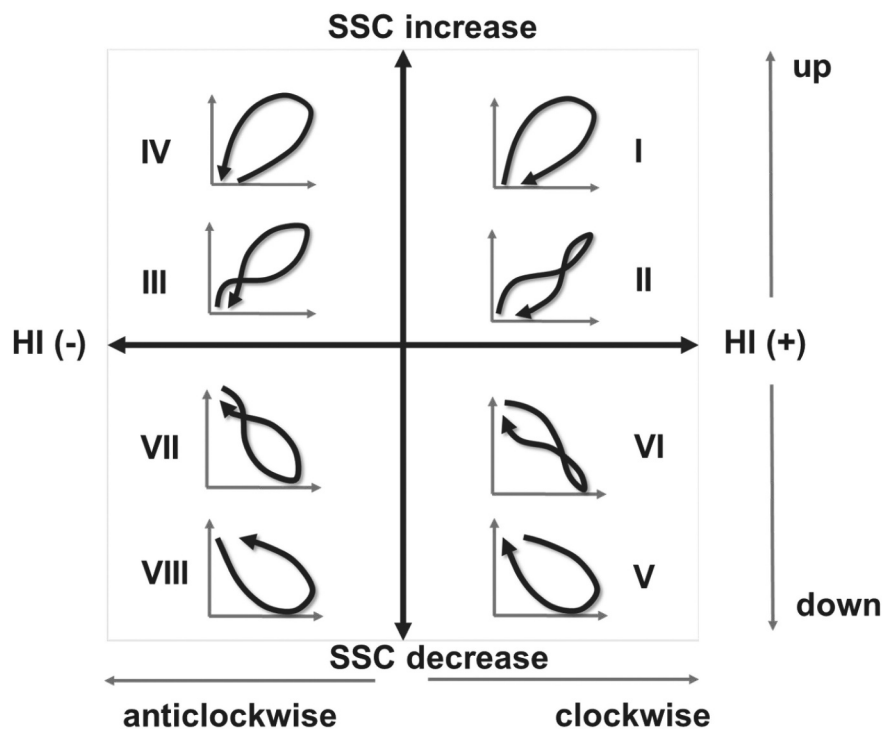 SSC increase
up
IV
I
III
II
HI (-)
HI (+)
VII
VI
VIII
V
down
SSC decrease
anticlockwise
clockwise